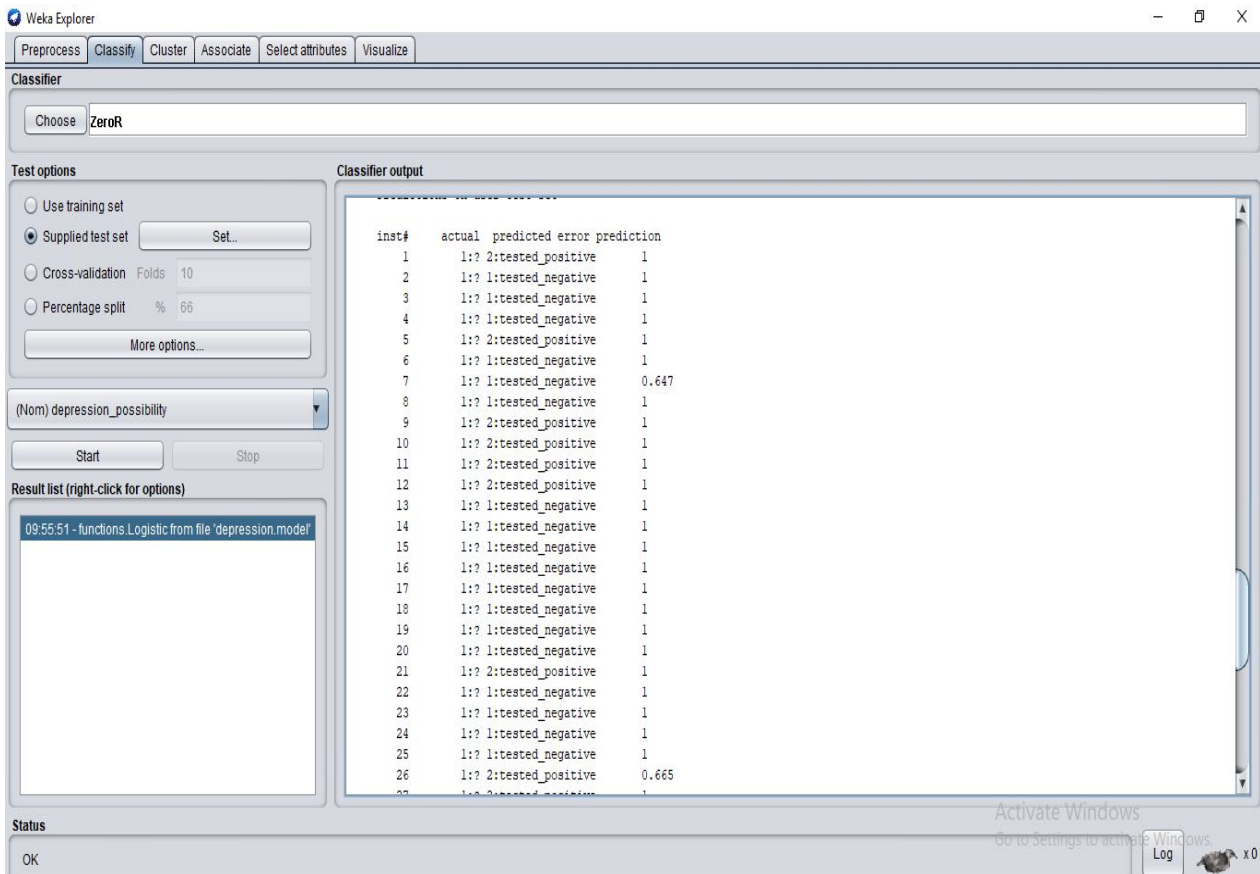 Weka Explorer
Preprocess Classify Cluster Associate Select attributes Visualize
Classifier
Choose ZeroR
Test options
Use training set
Supplied test set Set...
Cross-validation Folds 10
Percentage split % 66
More options...
(Nom) depression_possibility
Start Stop
Result list (right-click for options)
09:55:51 - functions.Logistic from file 'depression.model'
Classifier output
inst# actual predicted error prediction
1 1:? 2:tested_positive 1
2 1:? 1:tested_negative 1
3 1:? 1:tested_negative 1
4 1:? 1:tested_negative 1
5 1:? 2:tested_positive 1
6 1:? 1:tested_negative 1
7 1:? 1:tested_negative 0.647
8 1:? 1:tested_negative 1
9 1:? 2:tested_positive 1
10 1:? 2:tested_positive 1
11 1:? 2:tested_positive 1
12 1:? 2:tested_positive 1
13 1:? 1:tested_negative 1
14 1:? 1:tested_negative 1
15 1:? 1:tested_negative 1
16 1:? 1:tested_negative 1
17 1:? 1:tested_negative 1
18 1:? 1:tested_negative 1
19 1:? 1:tested_negative 1
20 1:? 1:tested_negative 1
21 1:? 2:tested_positive 1
22 1:? 1:tested_negative 1
23 1:? 1:tested_negative 1
24 1:? 1:tested_negative 1
25 1:? 1:tested_negative 1
26 1:? 2:tested_positive 0.665
Activate Windows
Go to Settings to activate Windows.
Status
OK
Log x 0